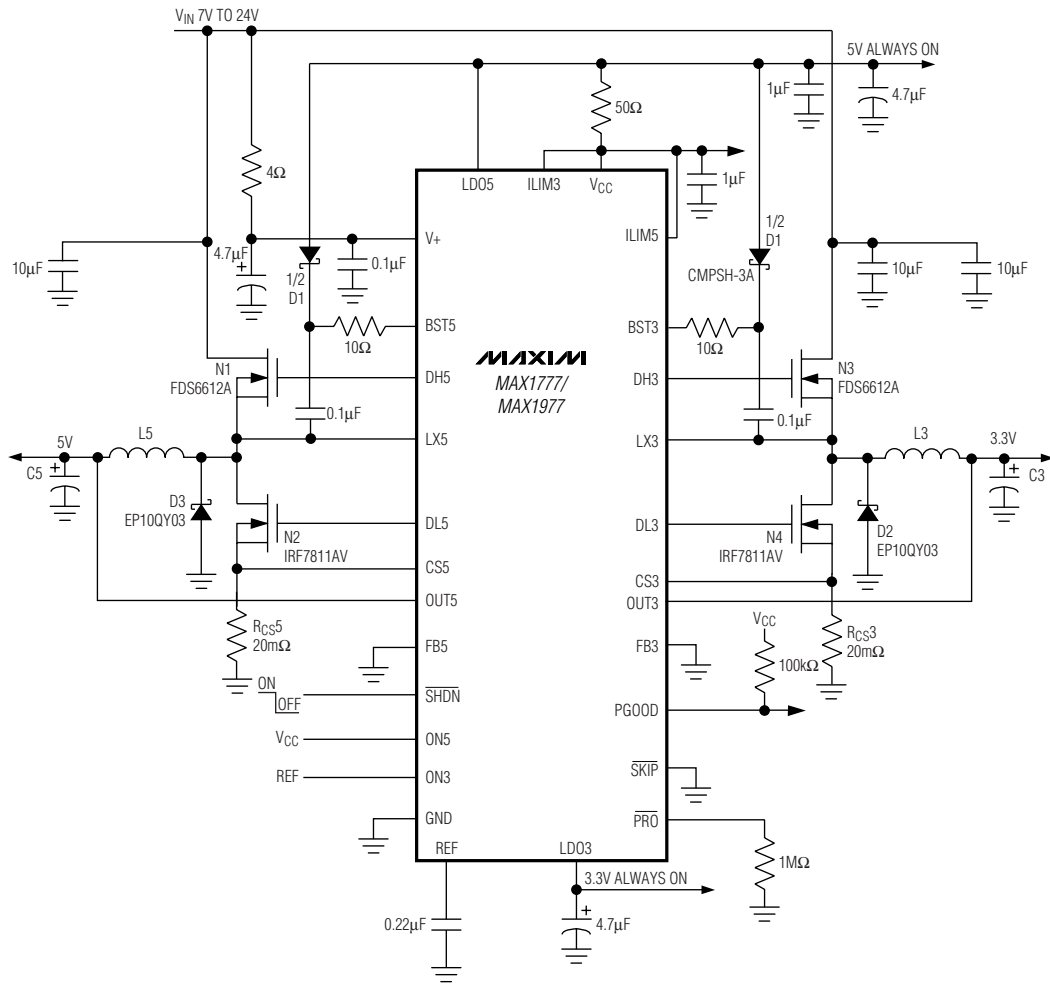 VIN 7V TO 24V
5V ALWAYS ON
1μF
4.7μF
50Ω
4Ω
LDO5
ILIM3
VCC
1μF
V+
ILIM5
1/2
D1
10μF
4.7μF
+
0.1μF
1/2
D1
CMPSH-3A
10μF
10μF
BST5
10Ω
BST3
10Ω
MAXIM
MAX1777/
MAX1977
N1
FDS6612A
DH5
DH3
N3
FDS6612A
0.1μF
0.1μF
5V
L5
LX5
LX3
L3
3.3V
+
C5
+
C3
D3
EP10QY03
DL5
N2
IRF7811AV
DL3
N4
IRF7811AV
D2
EP10QY03
CS5
CS3
OUT5
OUT3
RCS5
20mΩ
FB5
FB3
VCC
100kΩ
RCS3
20mΩ
ON
OFF
SHDN
PGOOD
VCC
ON5
REF
ON3
SKIP
GND
PRO
REF
LDO3
1MΩ
3.3V ALWAYS ON
0.22μF
+
4.7μF
+